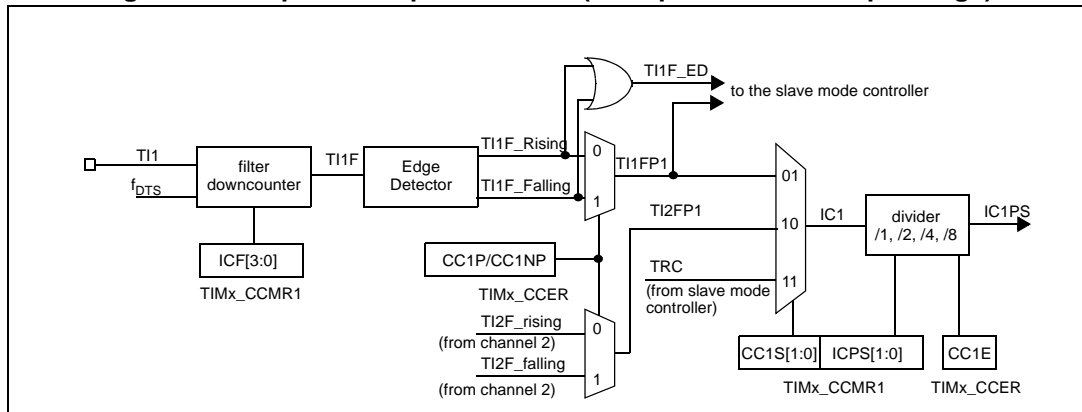 TI1F_ED
to the slave mode controller
TI1
f_DTS
filter
downcounter
TI1F
Edge
Detector
TI1F_Rising
TI1F_Falling
0
1
TI1FP1
TI2FP1
01
10
11
IC1
divider
/1, /2, /4, /8
IC1PS
ICF[3:0]
TIMx_CCMR1
CC1P/CC1NP
TIMx_CCER
TRC
(from slave mode
controller)
TI2F_rising
(from channel 2)
TI2F_falling
(from channel 2)
0
1
CC1S[1:0]
ICPS[1:0]
TIMx_CCMR1
CC1E
TIMx_CCER